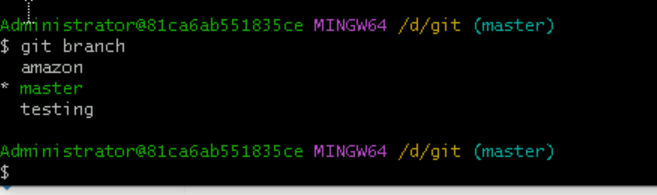 Administrator@81ca6ab551835ce MINGW64 /d/git (master)
$ git branch
  amazon
* master
  testing

Administrator@81ca6ab551835ce MINGW64 /d/git (master)
$